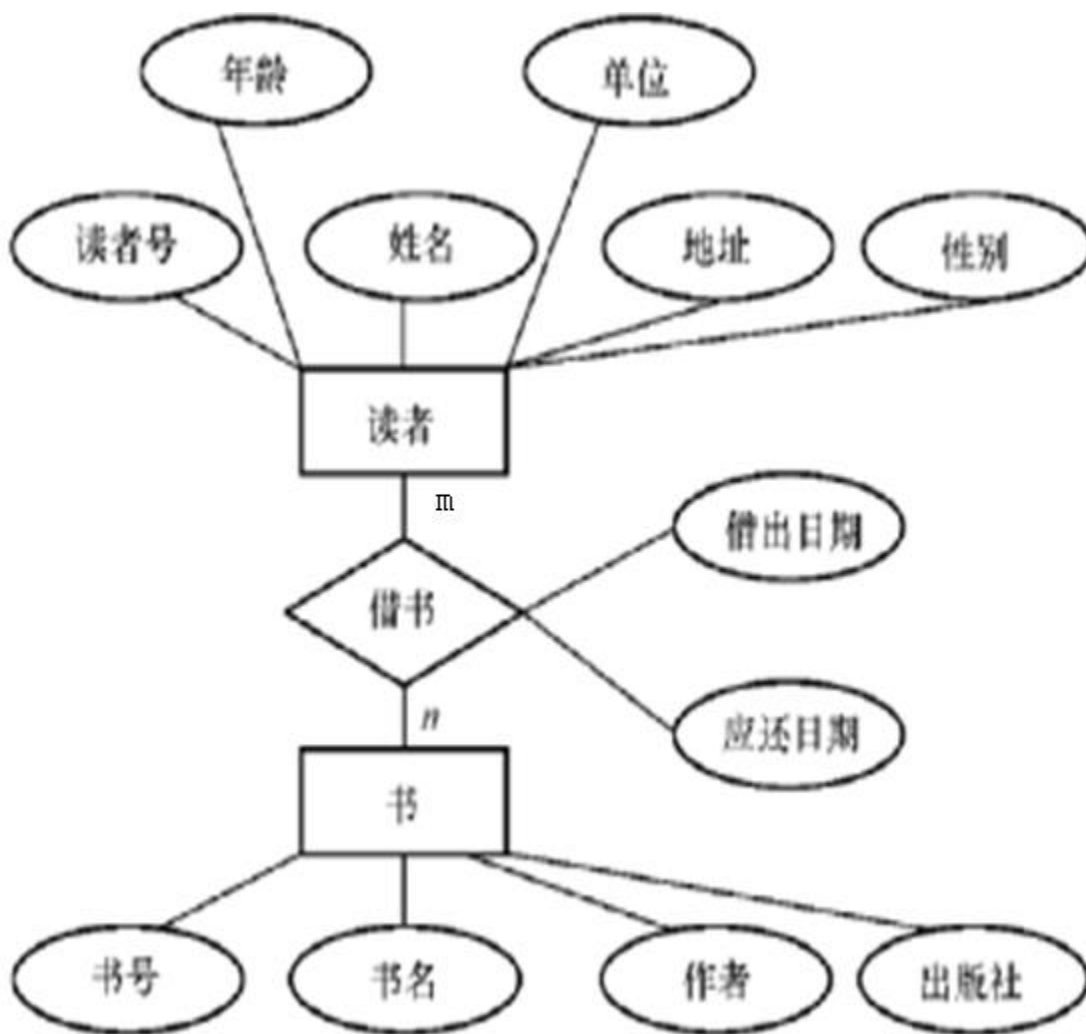 年龄
单位
读者号
姓名
地址
性别
读者
m
借出日期
借书
应还日期
n
书
书号
书名
作者
出版社